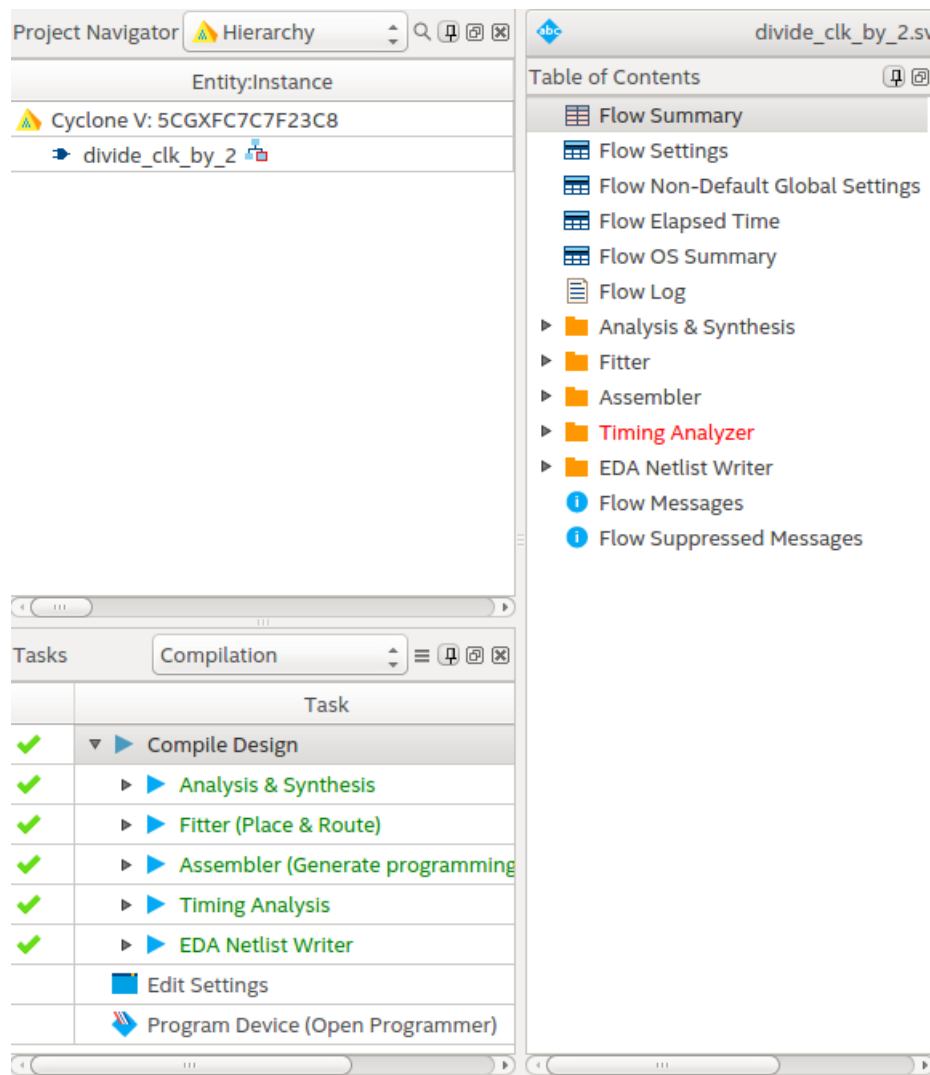 Project Navigator Hierarchy
Entity:Instance
Cyclone V: 5CGXFC7C7F23C8
divide_clk_by_2
Tasks Compilation
Task
Compile Design
Analysis & Synthesis
Fitter (Place & Route)
Assembler (Generate programming
Timing Analysis
EDA Netlist Writer
Edit Settings
Program Device (Open Programmer)
abc divide_clk_by_2.sv
Table of Contents
Flow Summary
Flow Settings
Flow Non-Default Global Settings
Flow Elapsed Time
Flow OS Summary
Flow Log
Analysis & Synthesis
Fitter
Assembler
Timing Analyzer
EDA Netlist Writer
Flow Messages
Flow Suppressed Messages